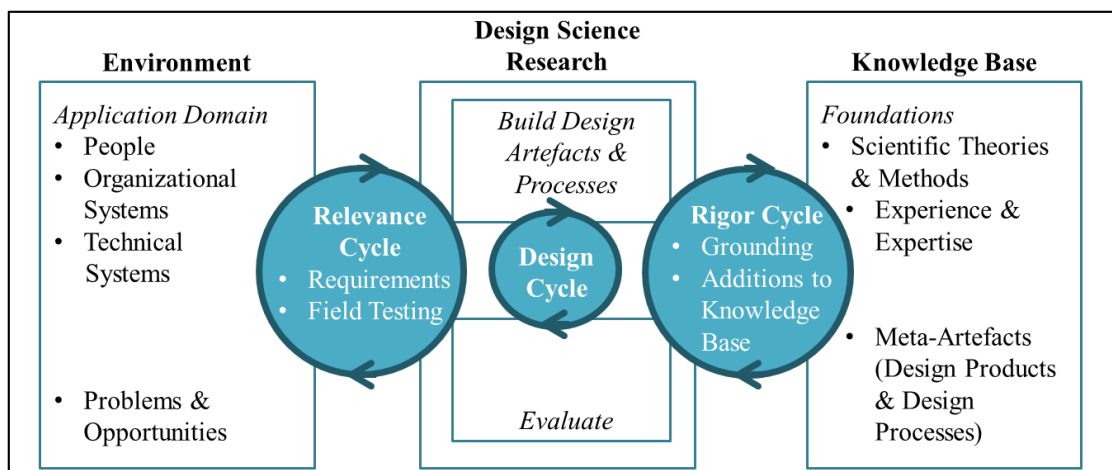 Environment
Application Domain
• People
• Organizational
Systems
• Technical
Systems
• Problems &
Opportunities
Relevance
Cycle
• Requirements
• Field Testing
Design Science
Research
Build Design
Artefacts &
Processes
Design
Cycle
Evaluate
Rigor Cycle
• Grounding
• Additions to
Knowledge
Base
Knowledge Base
Foundations
• Scientific Theories
& Methods
• Experience &
Expertise
• Meta-Artefacts
(Design Products
& Design
Processes)